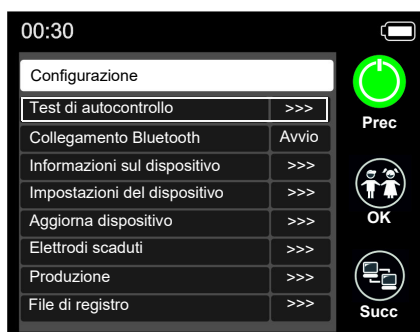 00:30
Configurazione
Test di autocontrollo >>>
Collegamento Bluetooth Avvio
Informazioni sul dispositivo >>>
Impostazioni del dispositivo >>>
Aggiorna dispositivo >>>
Elettrodi scaduti >>>
Produzione >>>
File di registro >>>
Prec
OK
Succ